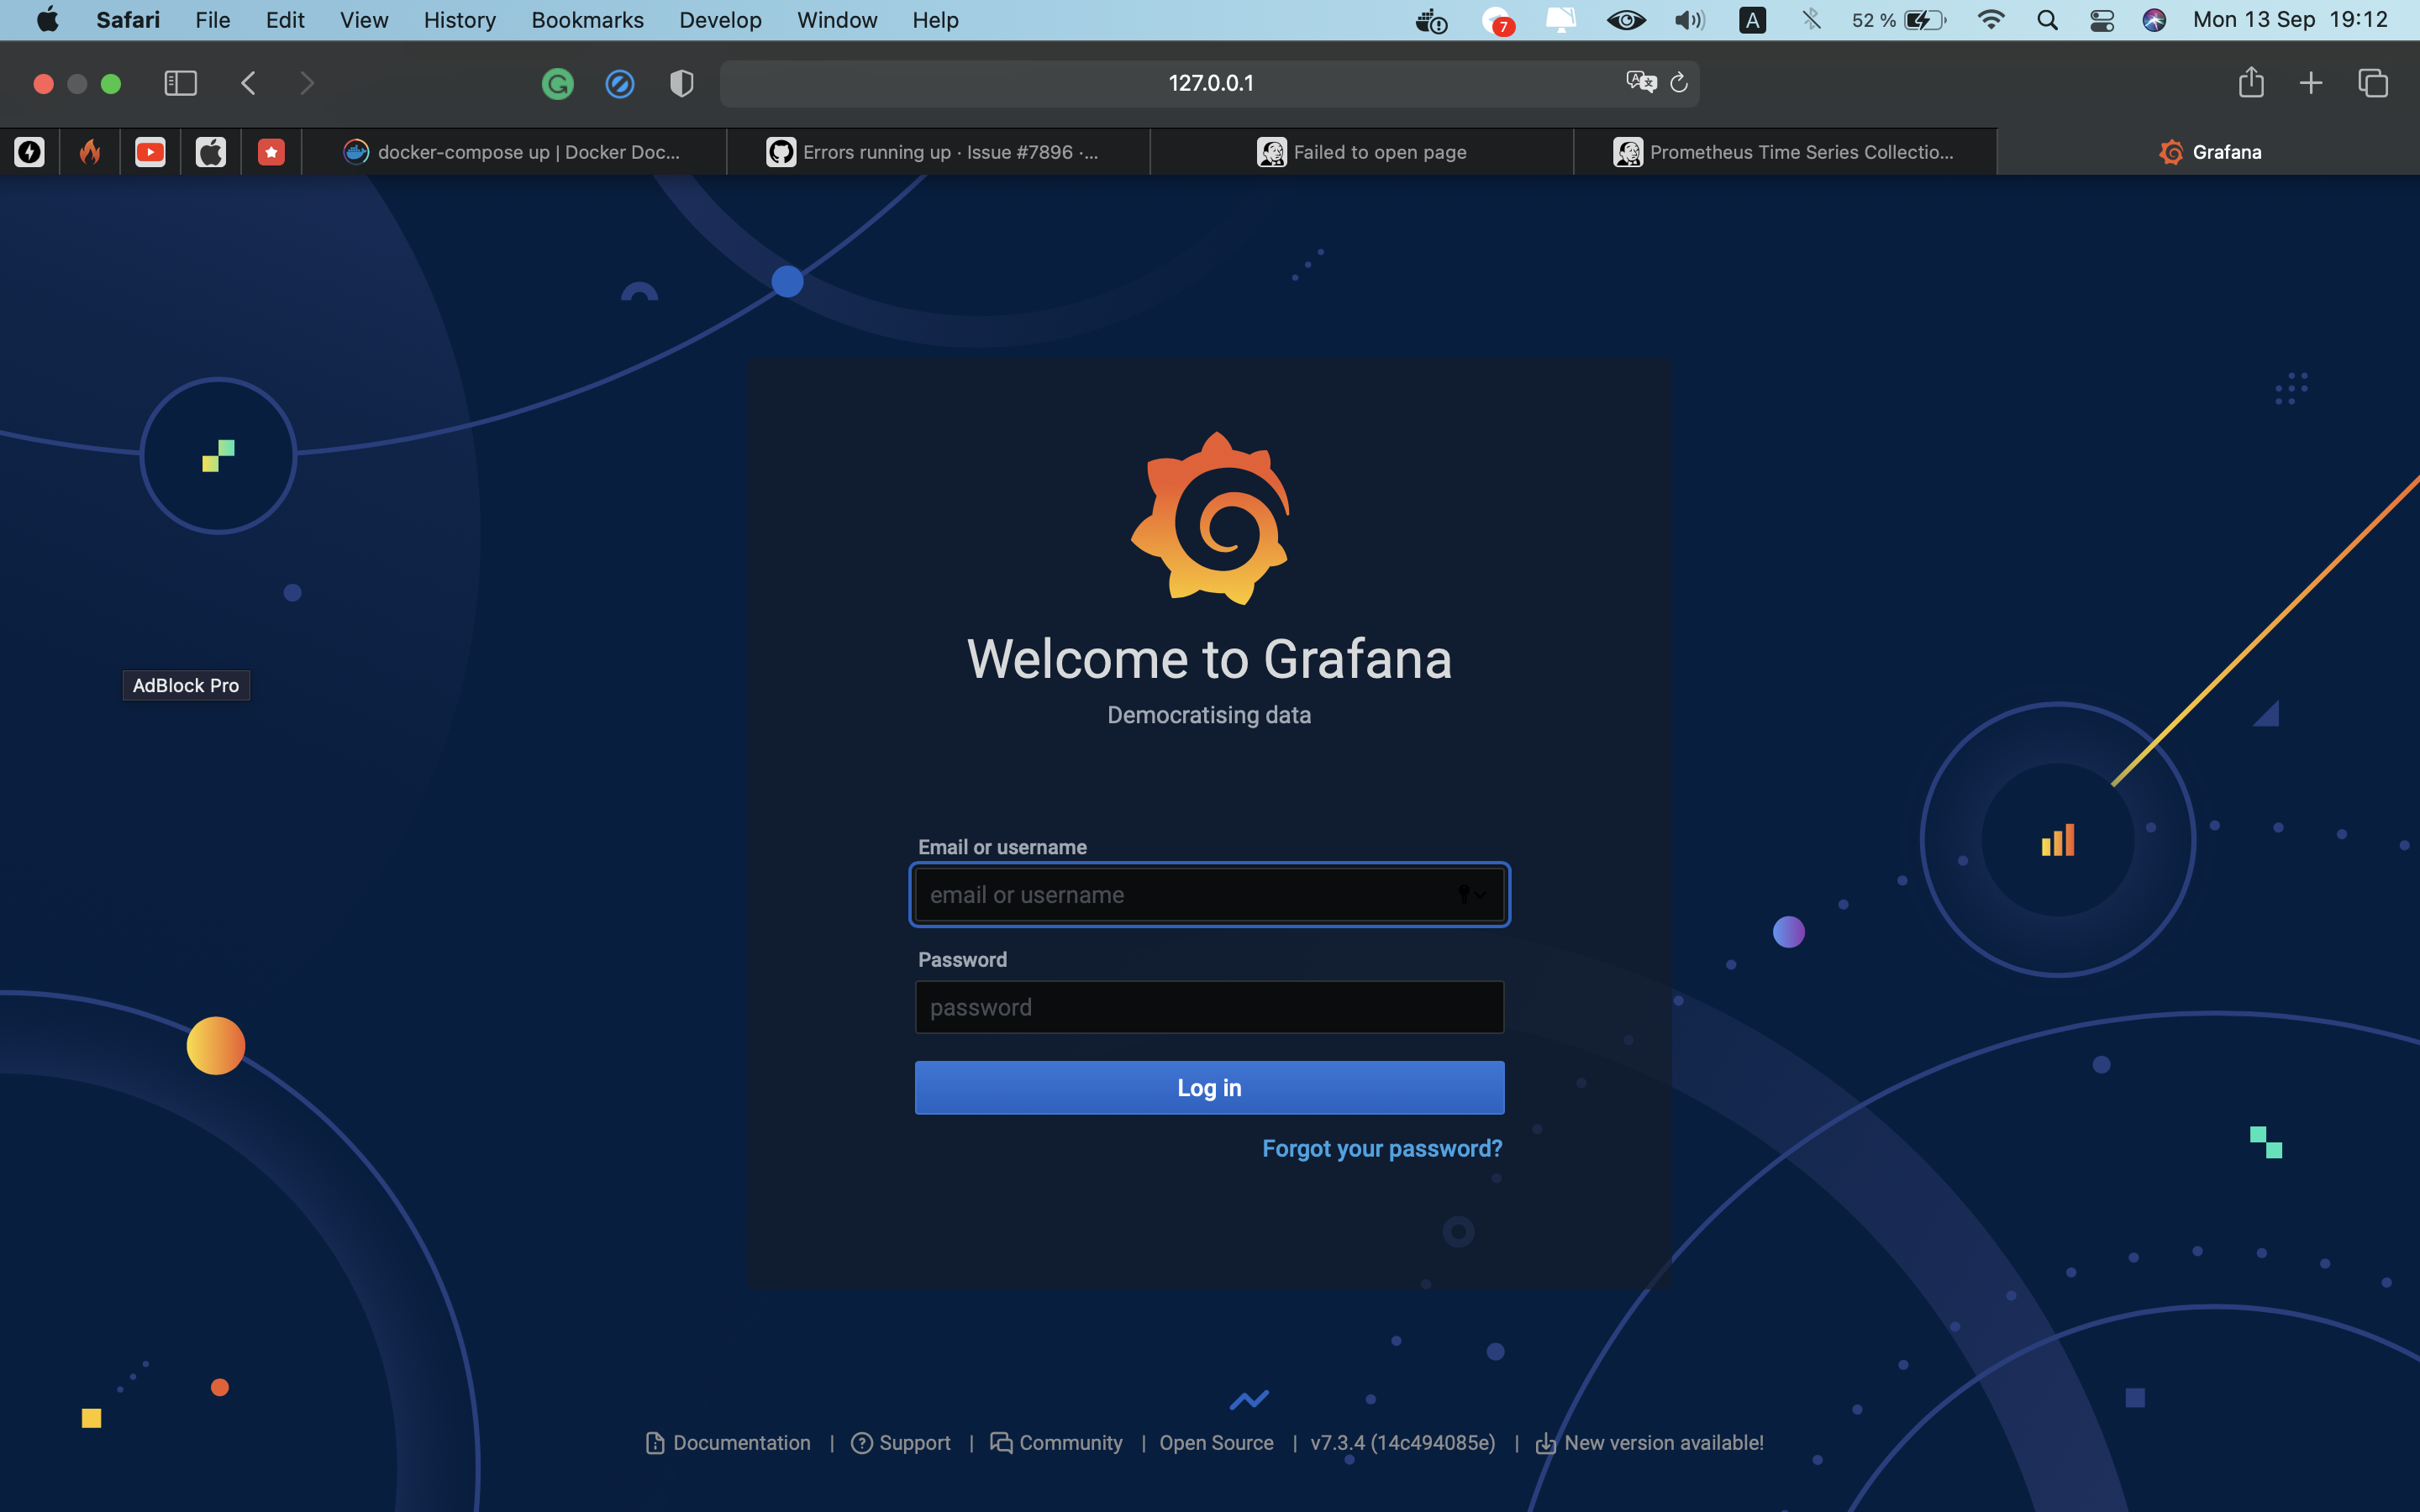 Safari File Edit View History Bookmarks Develop Window Help 7 A 52 % Mon 13 Sep 19:12
127.0.0.1
docker-compose up | Docker Doc... Errors running up · Issue #7896 ·... Failed to open page Prometheus Time Series Collectio... Grafana
Welcome to Grafana
AdBlock Pro
Democratising data
Email or username
email or username
Password
password
Log in
Forgot your password?
Documentation | Support | Community | Open Source | v7.3.4 (14c494085e) | New version available!